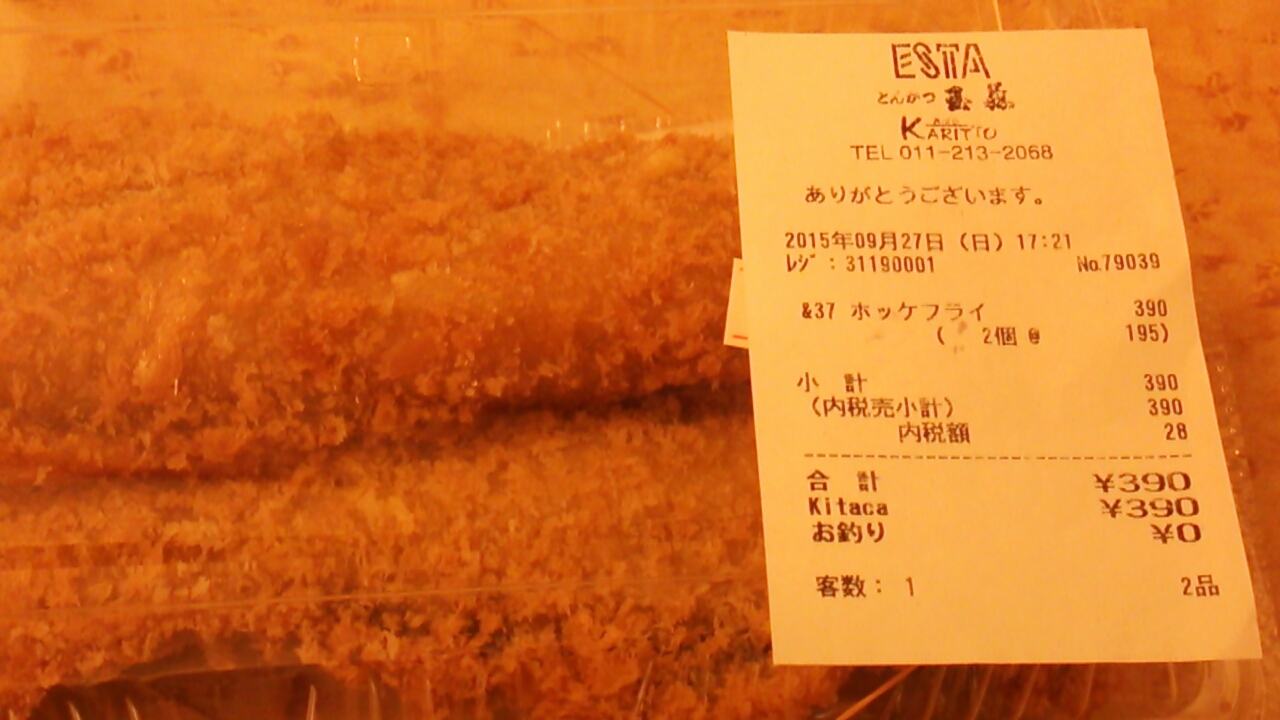 ESTA
とんかつ
KARITTO
TEL 011-213-2068
ありがとうございます。
2015年09月27日(日)17:21
ﾚｼﾞ:31190001 No.79039
&37 ホッケフライ 390
( 2個 @ 195)
小 計 390
(内税売小計) 390
内税額 28
合 計 ¥390
Kitaca ¥390
お釣り ¥0
客数: 1 2品